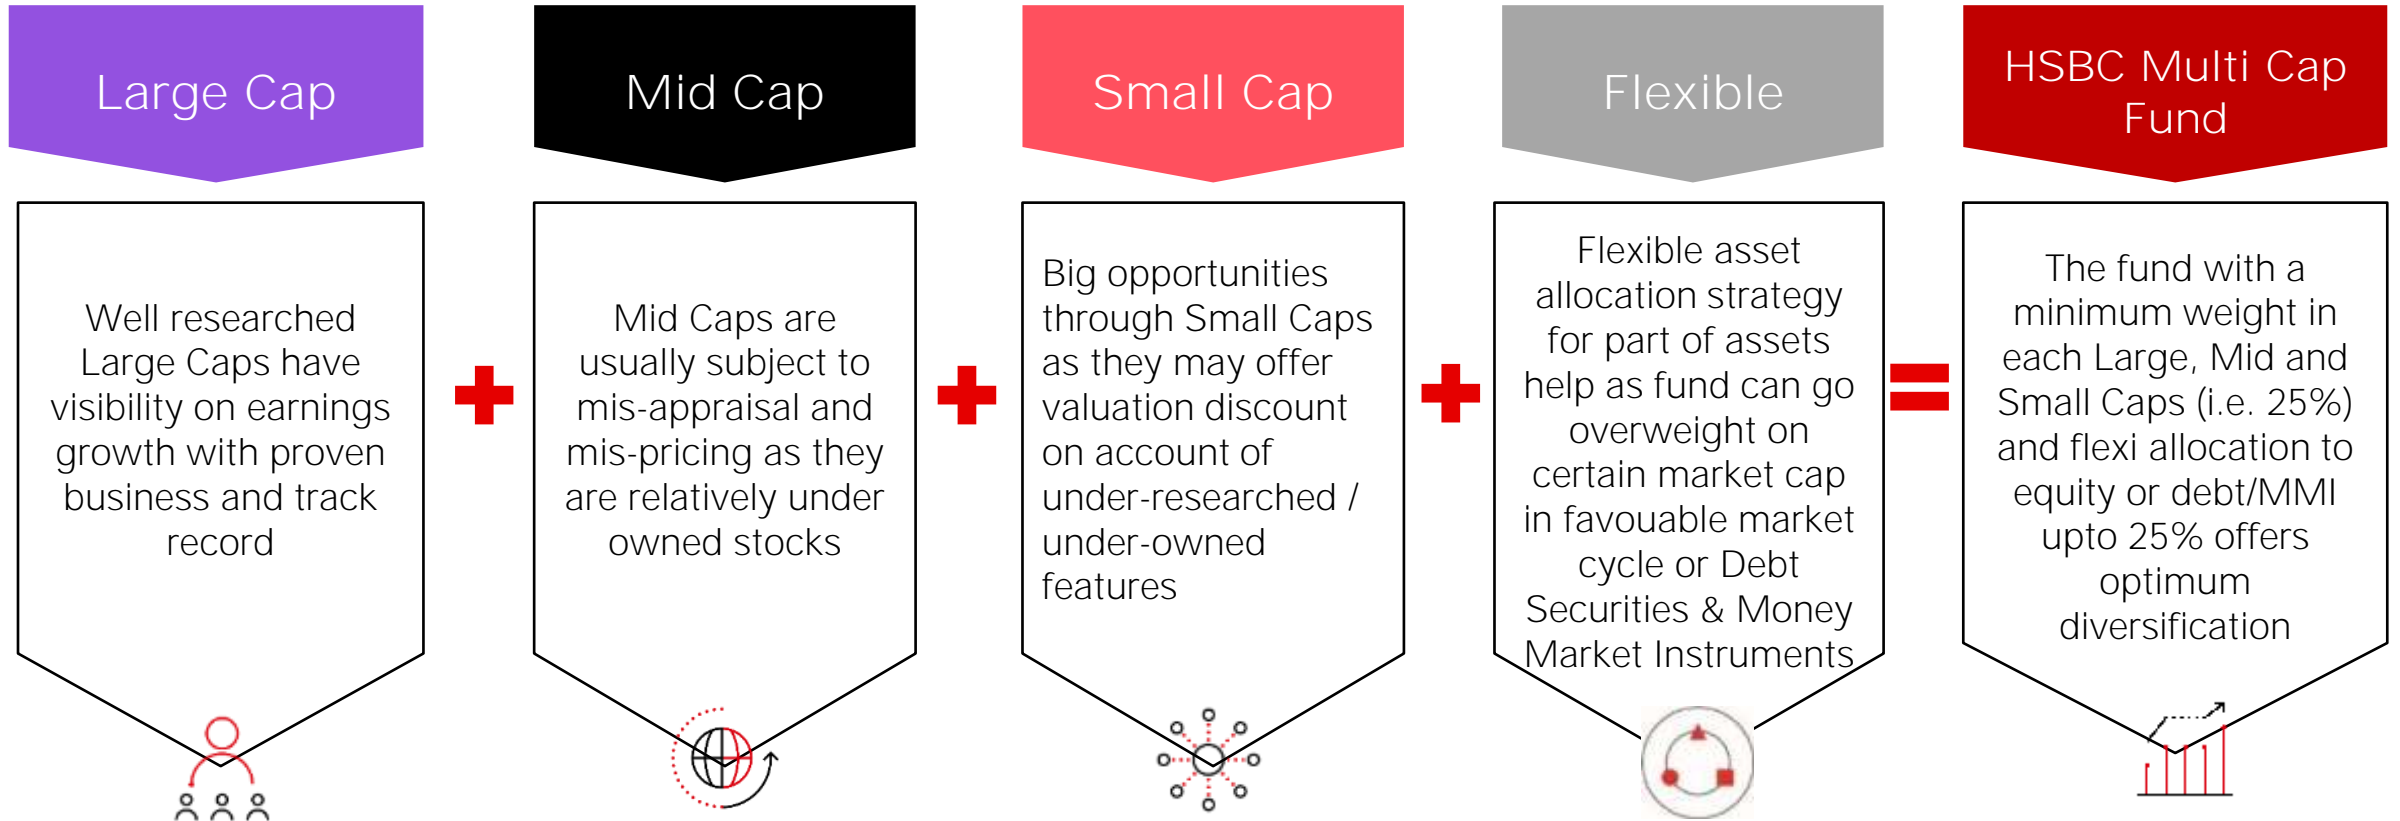 Large Cap
Well researched
Large Caps have
visibility on earnings
growth with proven
business and track
record
Mid Cap
Mid Caps are
usually subject to
mis-appraisal and
mis-pricing as they
are relatively under
owned stocks
Small Cap
Big opportunities
through Small Caps
as they may offer
valuation discount
on account of
under-researched /
under-owned
features
Flexible
Flexible asset
allocation strategy
for part of assets
help as fund can go
overweight on
certain market cap
in favouable market
cycle or Debt
Securities & Money
Market Instruments
HSBC Multi Cap
Fund
The fund with a
minimum weight in
each Large, Mid and
Small Caps (i.e. 25%)
and flexi allocation to
equity or debt/MMI
upto 25% offers
optimum
diversification